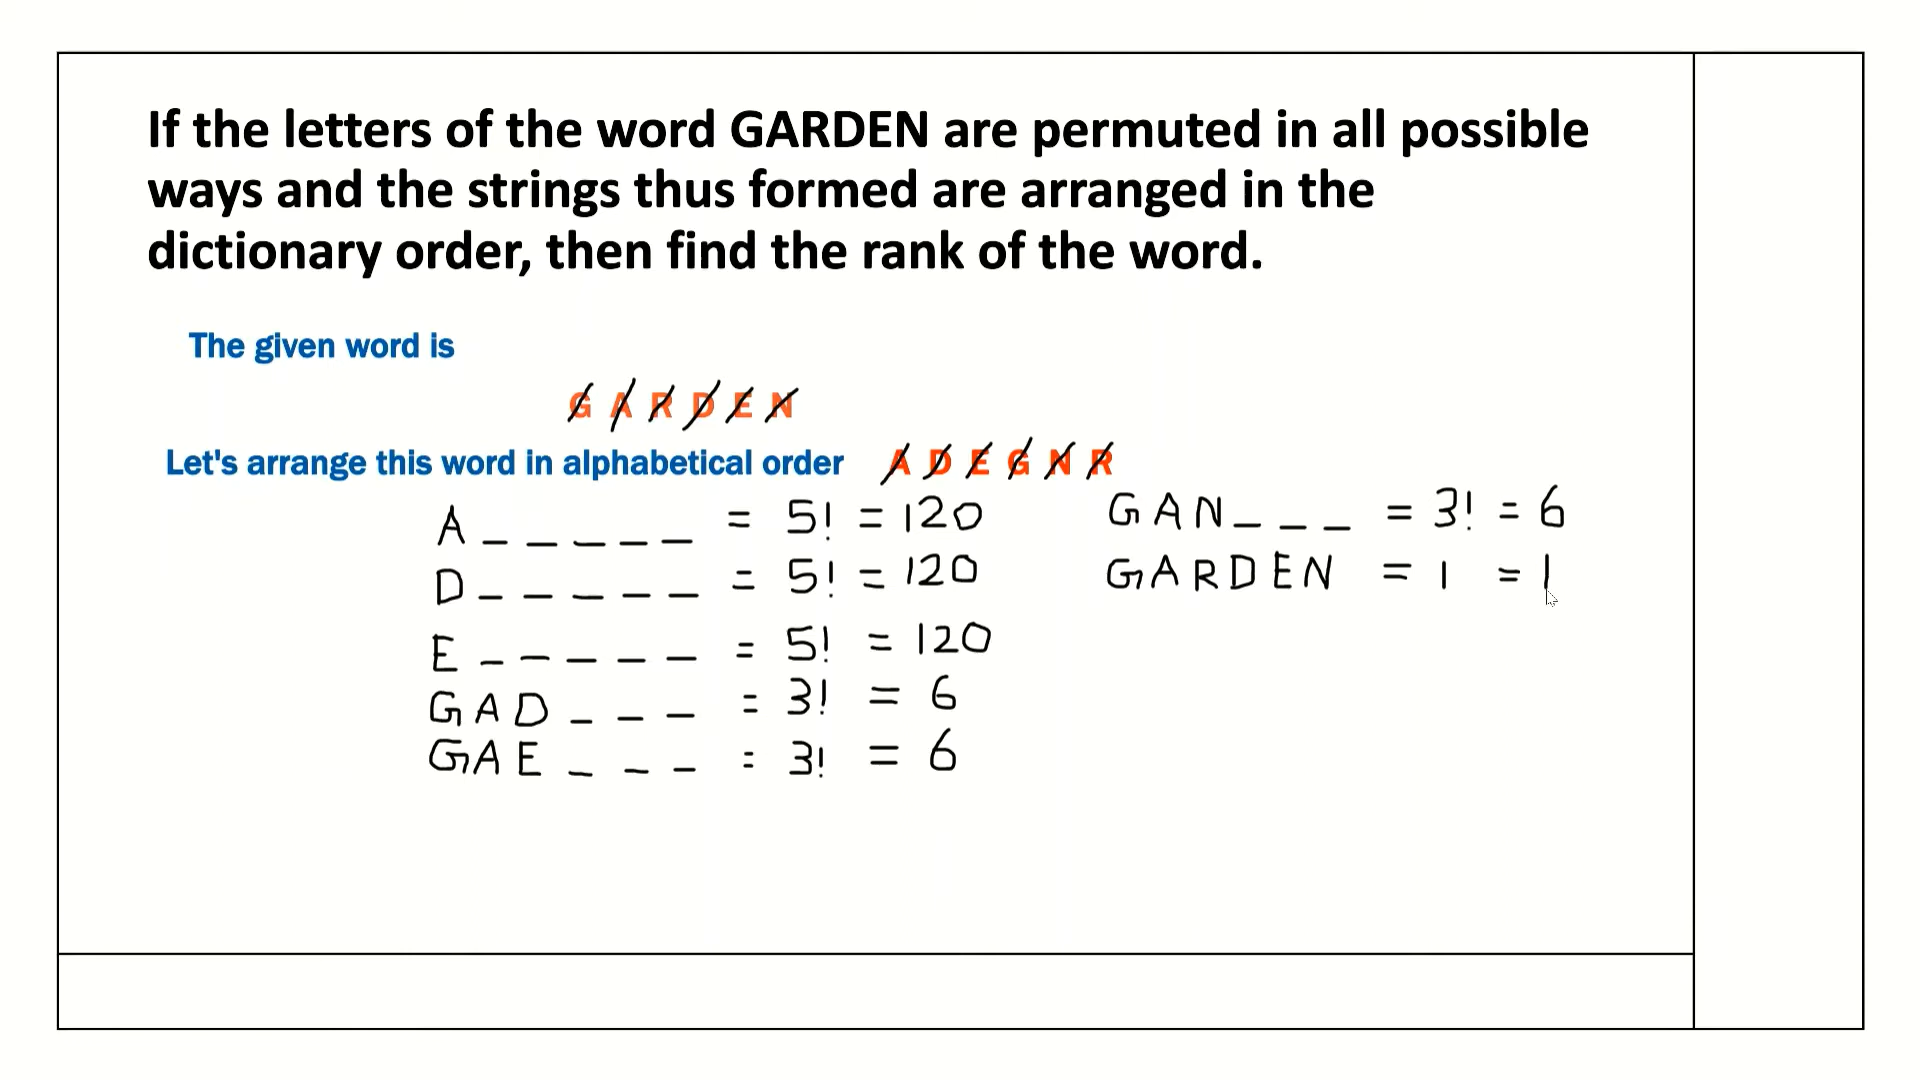 If the letters of the word GARDEN are permuted in all possible
ways and the strings thus formed are arranged in the
dictionary order, then find the rank of the word.
The given word is
G A R D E N
Let's arrange this word in alphabetical order A D E G N R
A _ _ _ _ _ = 5! = 120
D _ _ _ _ _ = 5! = 120
E _ _ _ _ _ = 5! = 120
GAD _ _ _ = 3! = 6
GAE _ _ _ = 3! = 6
GAN _ _ _ = 3! = 6
GARDEN = 1 = 1